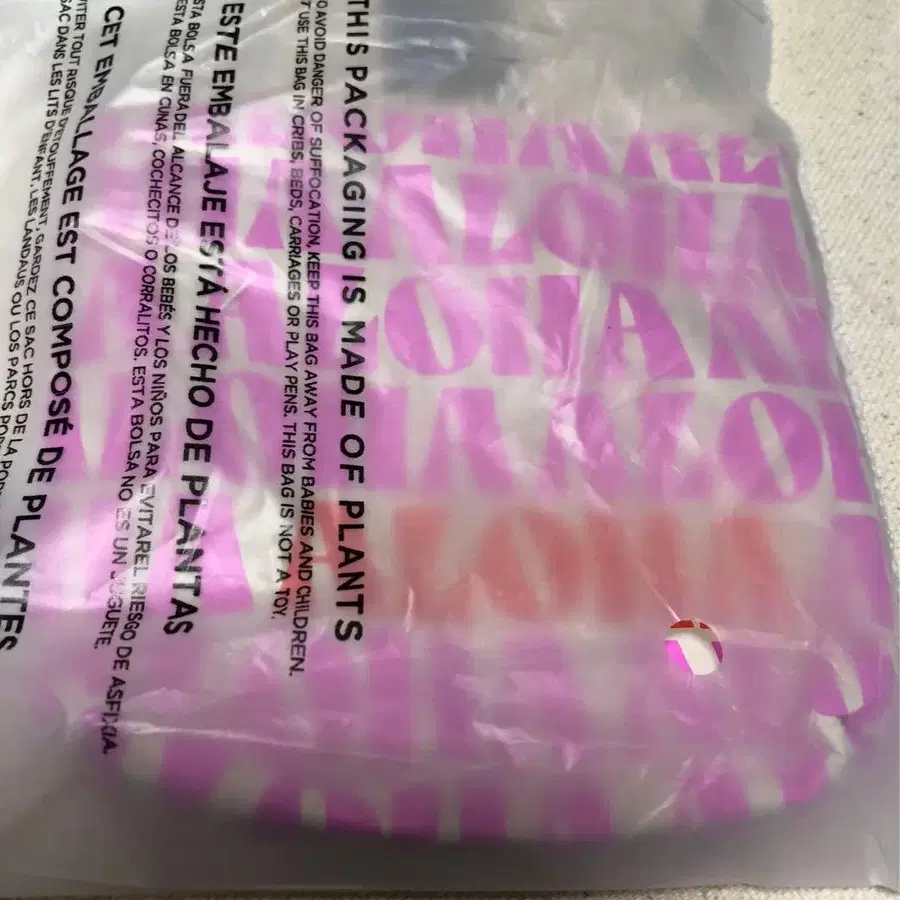 THIS PACKAGING IS MADE OF PLANTS
AVOID DANGER OF SUFFOCATION, KEEP THIS BAG AWAY FROM BABIES AND CHILDREN.
USE THIS BAG IN CRIBS, BEDS, CARRIAGES OR PLAY PENS. THIS BAG IS NOT A TOY.
ESTE EMBALAJE ESTÁ HECHO DE PLANTAS
BOLSA FUERA DEL ALCANCE DE LOS BEBÉS Y LOS NIÑOS PARA EVITAR EL RIESGO DE ASFIXIA.
ESTA BOLSA EN CUNAS, COCHECITOS O CORRALITOS. ESTA BOLSA NO ES UN JUGUETE.
CET EMBALLAGE EST COMPOSÉ DE PLANTES
TOUT RISQUE D'ÉTOUFFEMENT, GARDEZ CE SAC HORS DE LA
SAC DANS LES LITS D'ENFANT, LES LANDAUS OU LES PARCS
ALOHA
ALOHA
ALOHA
ALOHA